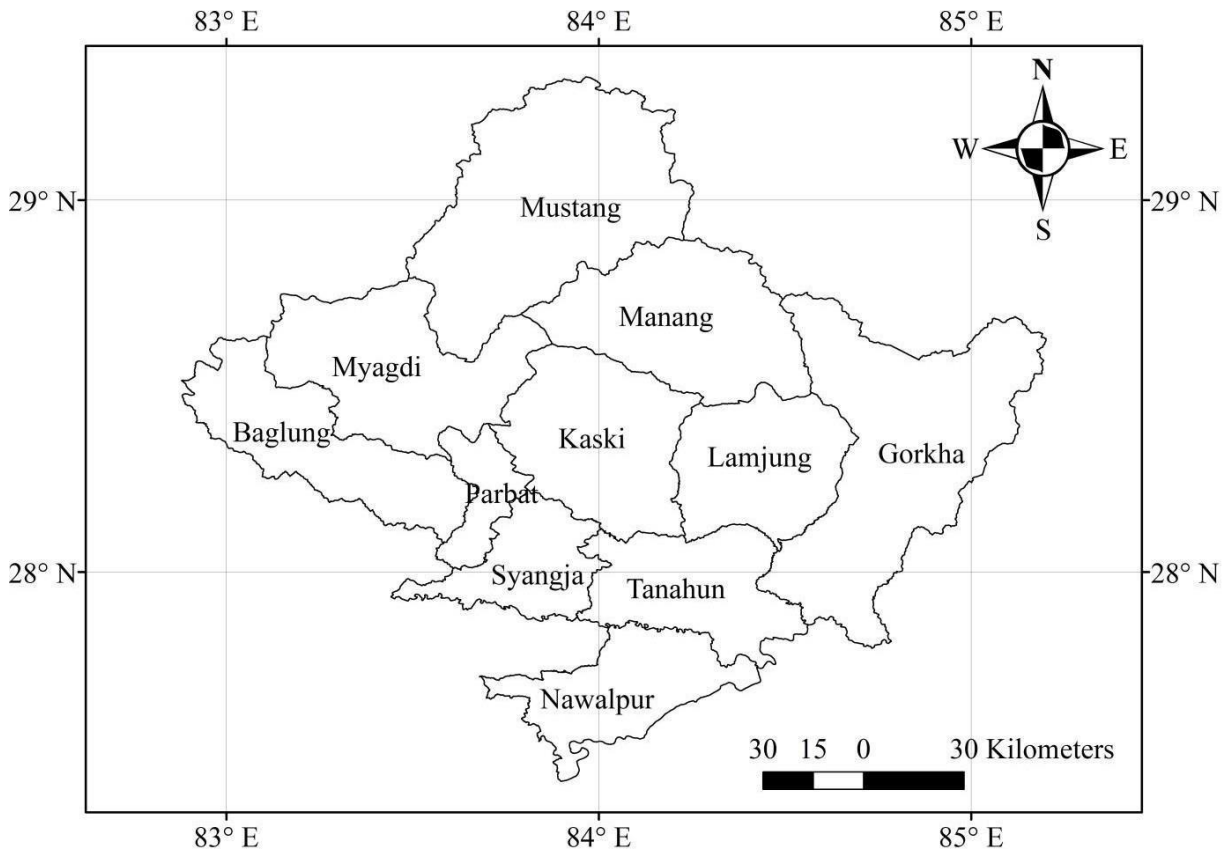 83° E 84° E 85° E
N
W E
S
29° N 29° N
Mustang
Manang
Myagdi
Baglung Kaski Lamjung Gorkha
Parbat
28° N 28° N
Syangja Tanahun
Nawalpur
30 15 0 30 Kilometers
83° E 84° E 85° E